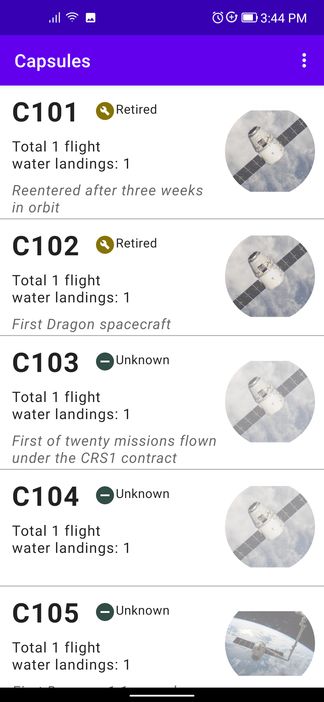 3:44 PM
Capsules
C101 Retired
Total 1 flight
water landings: 1
Reentered after three weeks
in orbit
C102 Retired
Total 1 flight
water landings: 1
First Dragon spacecraft
C103 Unknown
Total 1 flight
water landings: 1
First of twenty missions flown
under the CRS1 contract
C104 Unknown
Total 1 flight
water landings: 1
C105 Unknown
Total 1 flight
water landings: 1